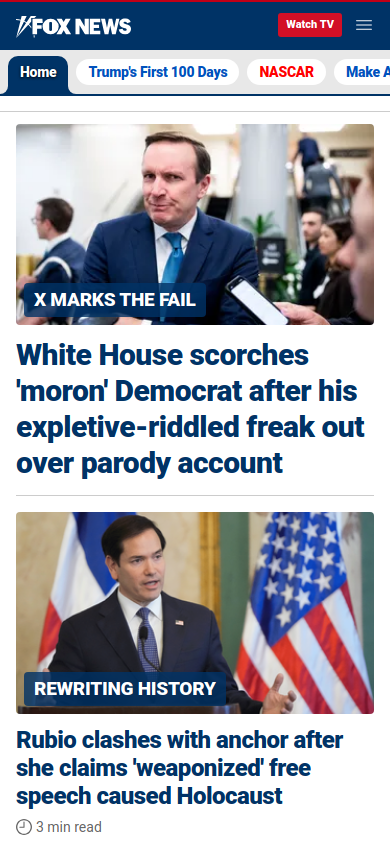 FOX NEWS
Watch TV
Home
Trump's First 100 Days
NASCAR
Make A
X MARKS THE FAIL
White House scorches
'moron' Democrat after his
expletive-riddled freak out
over parody account
REWRITING HISTORY
Rubio clashes with anchor after
she claims 'weaponized' free
speech caused Holocaust
3 min read